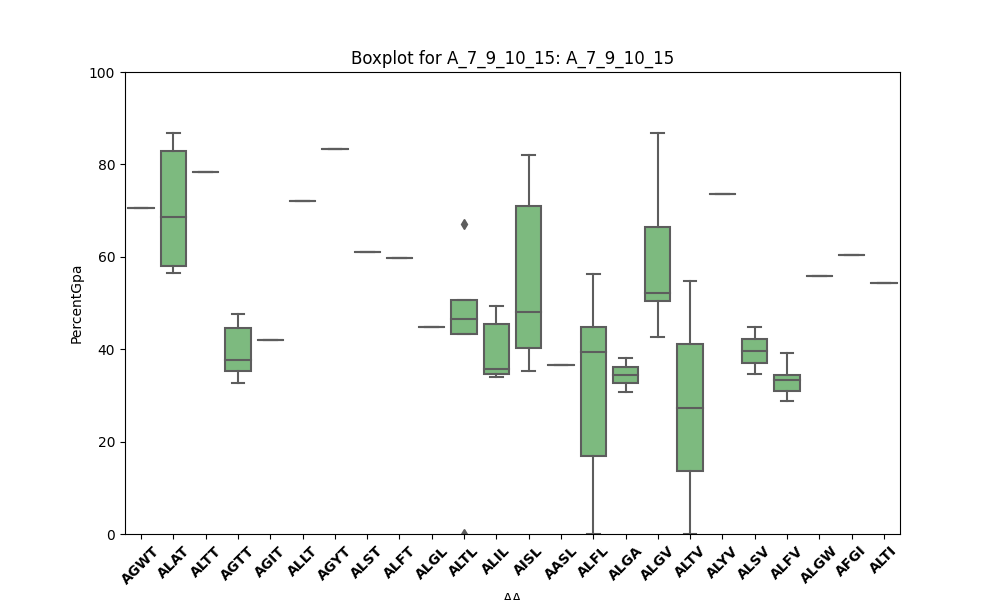 Boxplot for A_7_9_10_15: A_7_9_10_15
PercentGpa
100
80
60
40
20
0
AGWT ALAT ALTT AGTT AGIT ALLT AGYT ALST ALFT ALGL ALTL ALIL AISL AASL ALFL ALGA ALGV ALTV ALYV ALSV ALFV ALGW AFGI ALTI
AA